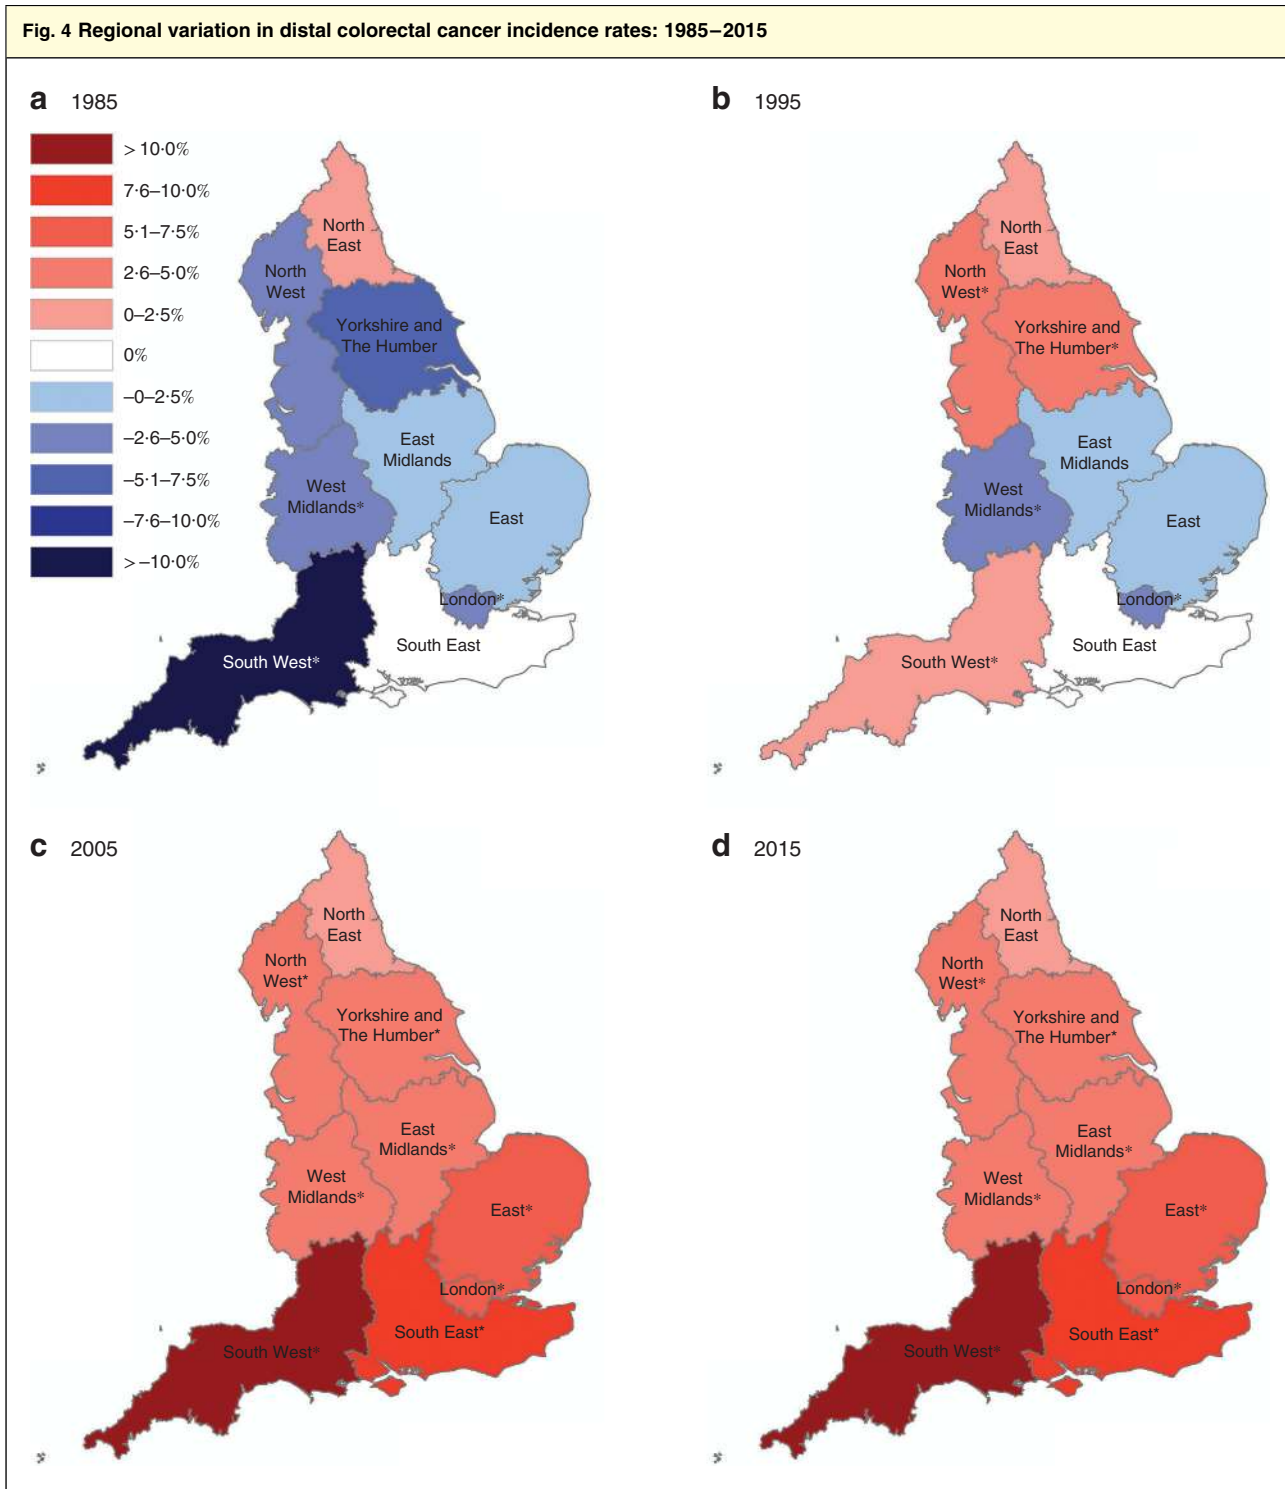 Fig. 4 Regional variation in distal colorectal cancer incidence rates: 1985–2015
a 1985
> 10·0%
7·6–10·0%
5·1–7·5%
2·6–5·0%
0–2·5%
0%
–0–2·5%
–2·6–5·0%
–5·1–7·5%
–7·6–10·0%
> –10·0%
North
East
North
West
Yorkshire and
The Humber
East
Midlands
West
Midlands*
East
London*
South East
South West*
b 1995
North
East
North
West*
Yorkshire and
The Humber*
East
Midlands
West
Midlands*
East
London*
South East
South West*
c 2005
North
East
North
West*
Yorkshire and
The Humber*
East
Midlands*
West
Midlands*
East*
London*
South East*
South West*
d 2015
North
East
North
West*
Yorkshire and
The Humber*
East
Midlands*
West
Midlands*
East*
London*
South East*
South West*